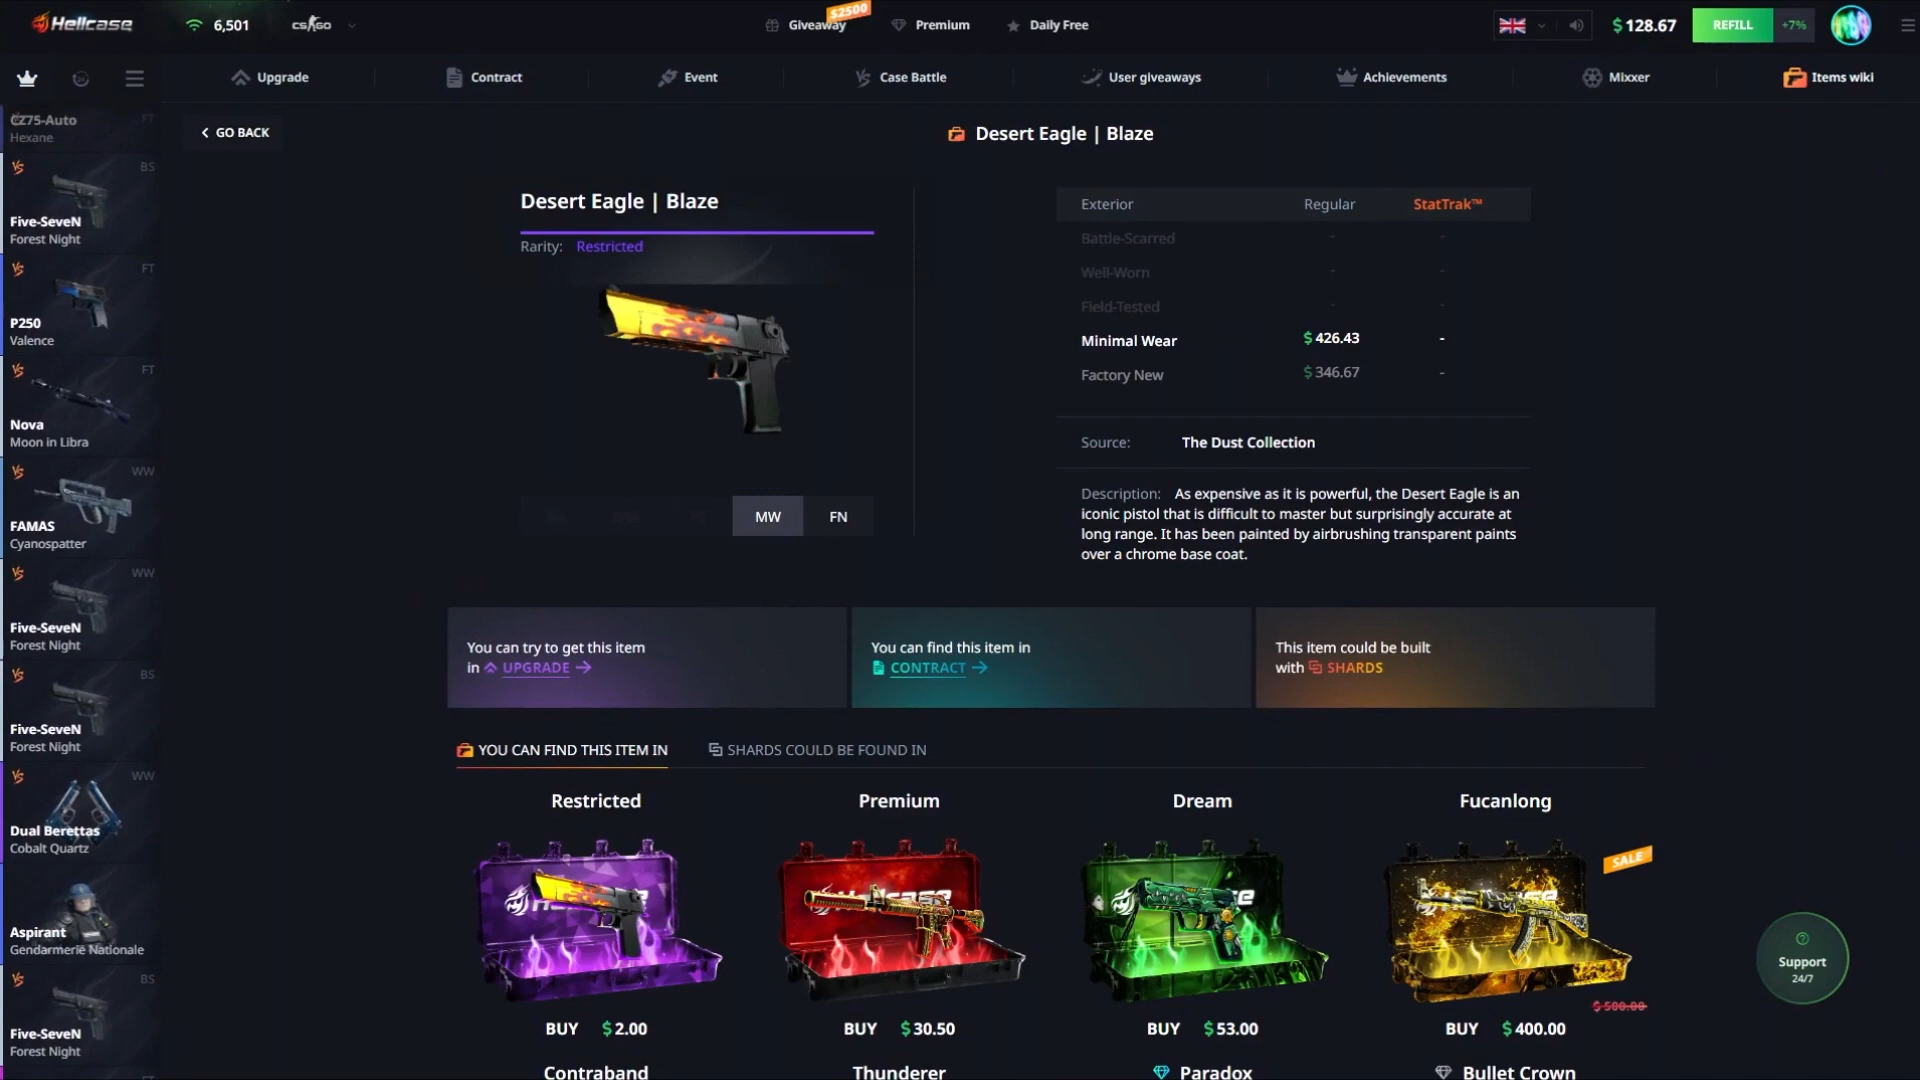 Hellcase
6,501
CS:GO
Giveaway
$2500
Premium
Daily Free
$ 128.67
REFILL
+7%
Upgrade
Contract
Event
Case Battle
User giveaways
Achievements
Mixxer
Items wiki
CZ75-Auto
FT
Hexane
BS
Five-SeveN
Forest Night
FT
P250
Valence
FT
Nova
Moon in Libra
WW
FAMAS
Cyanospatter
WW
Five-SeveN
Forest Night
BS
Five-SeveN
Forest Night
WW
Dual Berettas
Cobalt Quartz
Aspirant
Gendarmerie Nationale
BS
Five-SeveN
Forest Night
GO BACK
Desert Eagle | Blaze
Desert Eagle | Blaze
Rarity: Restricted
MW
FN
Exterior Regular StatTrak™
Battle-Scarred - -
Well-Worn - -
Field-Tested - -
Minimal Wear $ 426.43 -
Factory New $ 346.67 -
Source: The Dust Collection
Description: As expensive as it is powerful, the Desert Eagle is an
iconic pistol that is difficult to master but surprisingly accurate at
long range. It has been painted by airbrushing transparent paints
over a chrome base coat.
You can try to get this item
in UPGRADE
You can find this item in
CONTRACT
This item could be built
with SHARDS
YOU CAN FIND THIS ITEM IN
SHARDS COULD BE FOUND IN
Restricted
Premium
Dream
Fucanlong
SALE
$ 500.00
BUY $ 2.00
BUY $ 30.50
BUY $ 53.00
BUY $ 400.00
Contraband
Thunderer
Paradox
Bullet Crown
Support
24/7